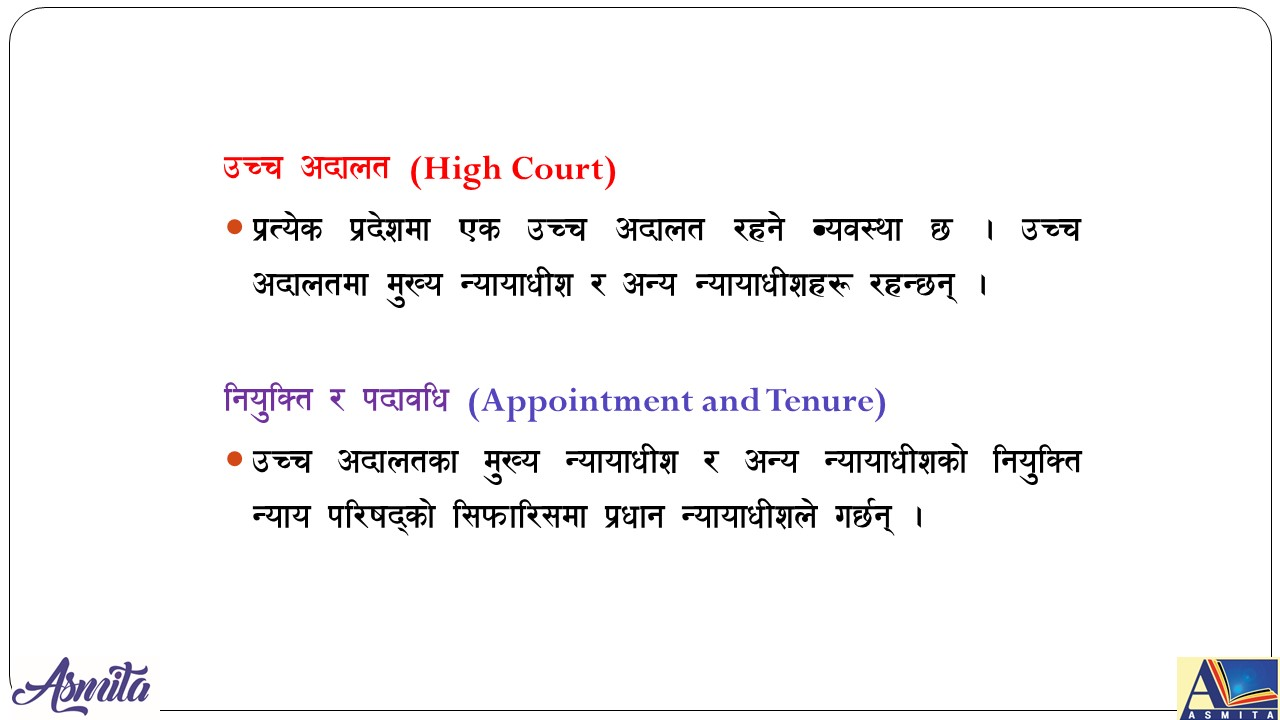 उच्च अदालत (High Court)
• प्रत्येक प्रदेशमा एक उच्च अदालत रहने व्यवस्था छ । उच्च
अदालतमा मुख्य न्यायाधीश र अन्य न्यायाधीशहरू रहन्छन् ।
नियुक्ति र पदावधि (Appointment and Tenure)
• उच्च अदालतका मुख्य न्यायाधीश र अन्य न्यायाधीशको नियुक्ति
न्याय परिषद्को सिफारिसमा प्रधान न्यायाधीशले गर्छन् ।
Asmita
ASMITA